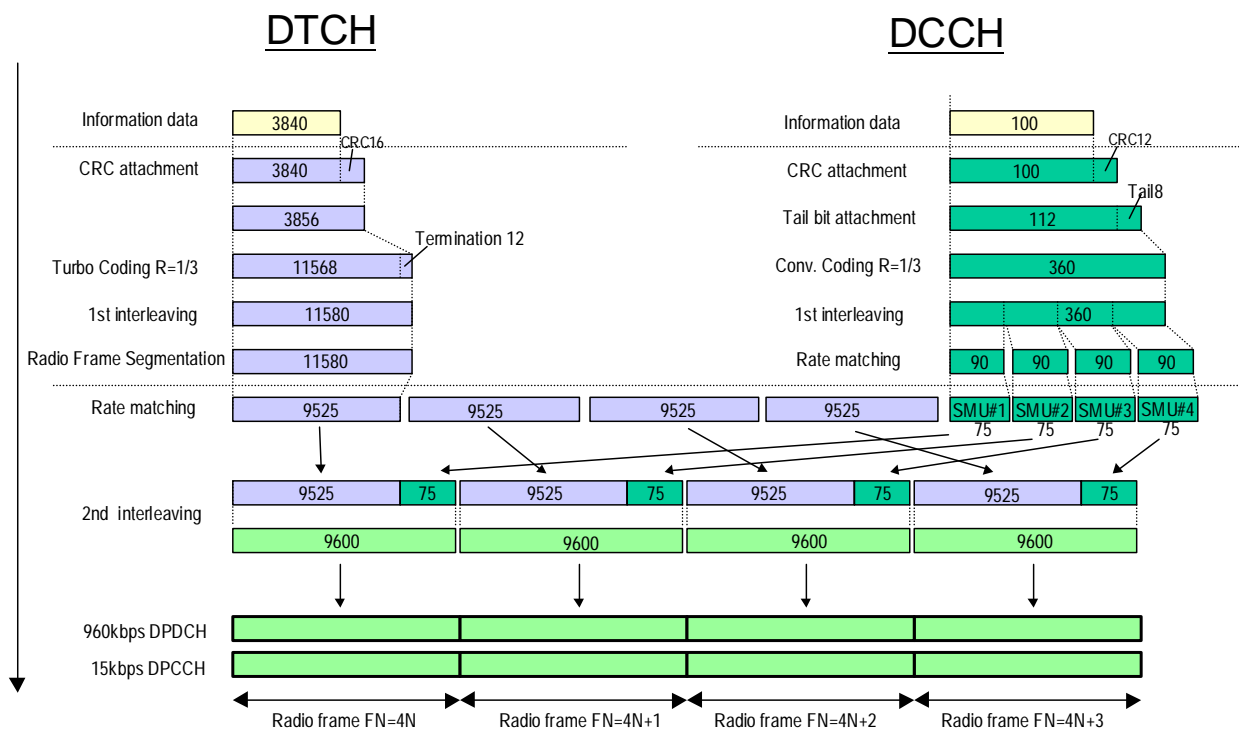 DTCH DCCH
Information data 3840 Information data 100
CRC16 CRC12
CRC attachment 3840 CRC attachment 100
3856 Tail bit attachment 112 Tail8
Termination 12
Turbo Coding R=1/3 11568 Conv. Coding R=1/3 360
1st interleaving 11580 1st interleaving 360
Radio Frame Segmentation 11580 Rate matching 90 90 90 90
Rate matching 9525 9525 9525 9525 SMU#1 SMU#2 SMU#3 SMU#4
75 75 75 75
9525 75 9525 75 9525 75 9525 75
2nd interleaving
9600 9600 9600 9600
960kbps DPDCH
15kbps DPCCH
Radio frame FN=4N Radio frame FN=4N+1 Radio frame FN=4N+2 Radio frame FN=4N+3